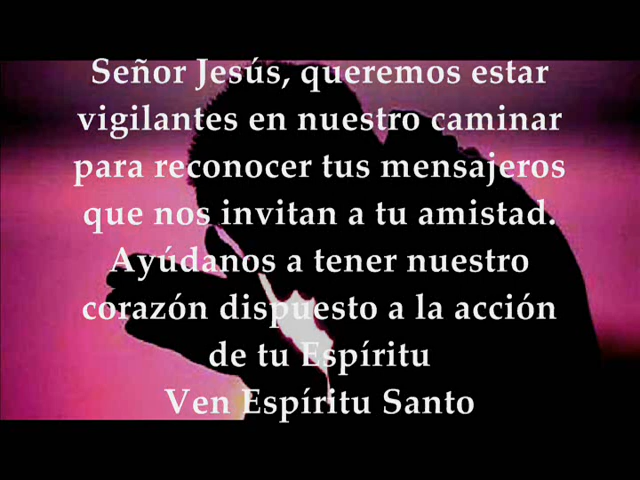 Señor Jesús, queremos estar
vigilantes en nuestro caminar
para reconocer tus mensajeros
que nos invitan a tu amistad.
Ayúdanos a tener nuestro
corazón dispuesto a la acción
de tu Espíritu
Ven Espíritu Santo